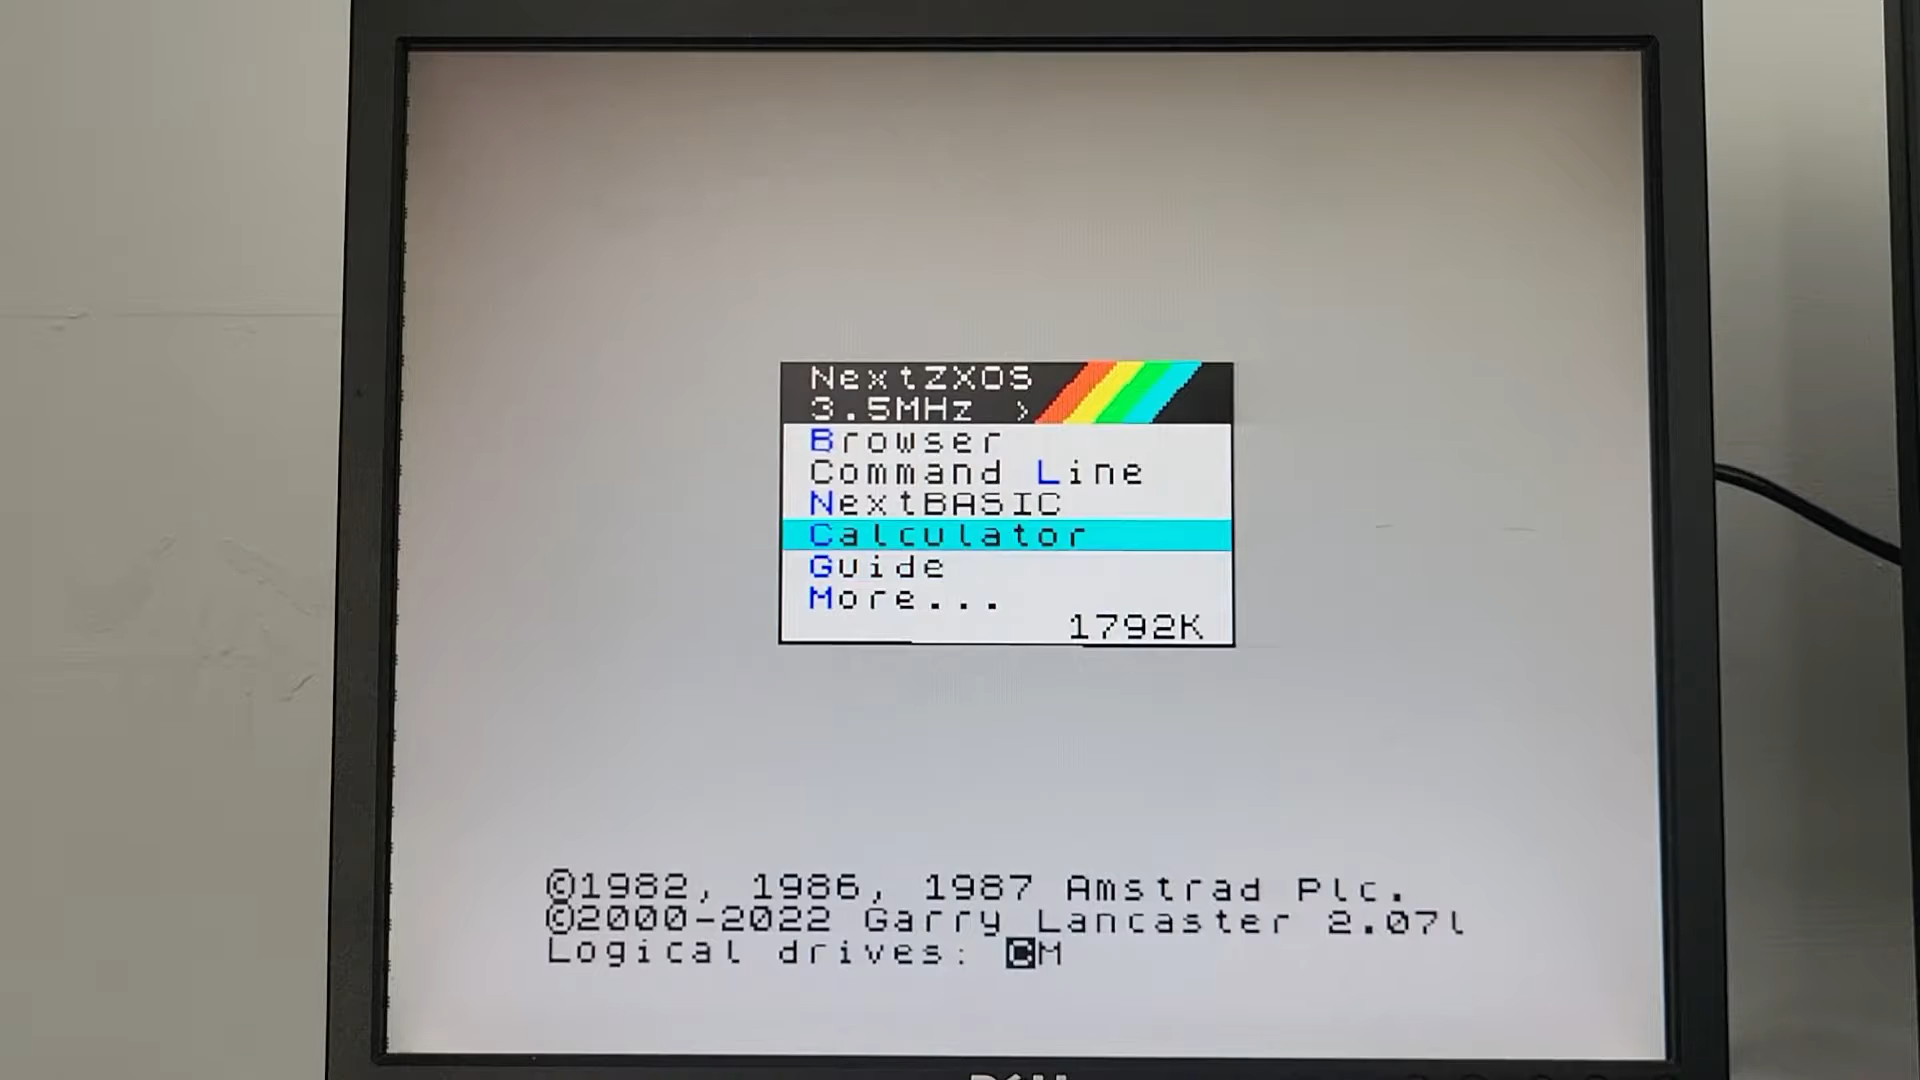 NextZXOS
3.5MHz >
Browser
Command Line
NextBASIC
Calculator
Guide
More...
1792K
©1982, 1986, 1987 Amstrad Plc.
©2000-2022 Garry Lancaster 2.07l
Logical drives: CM